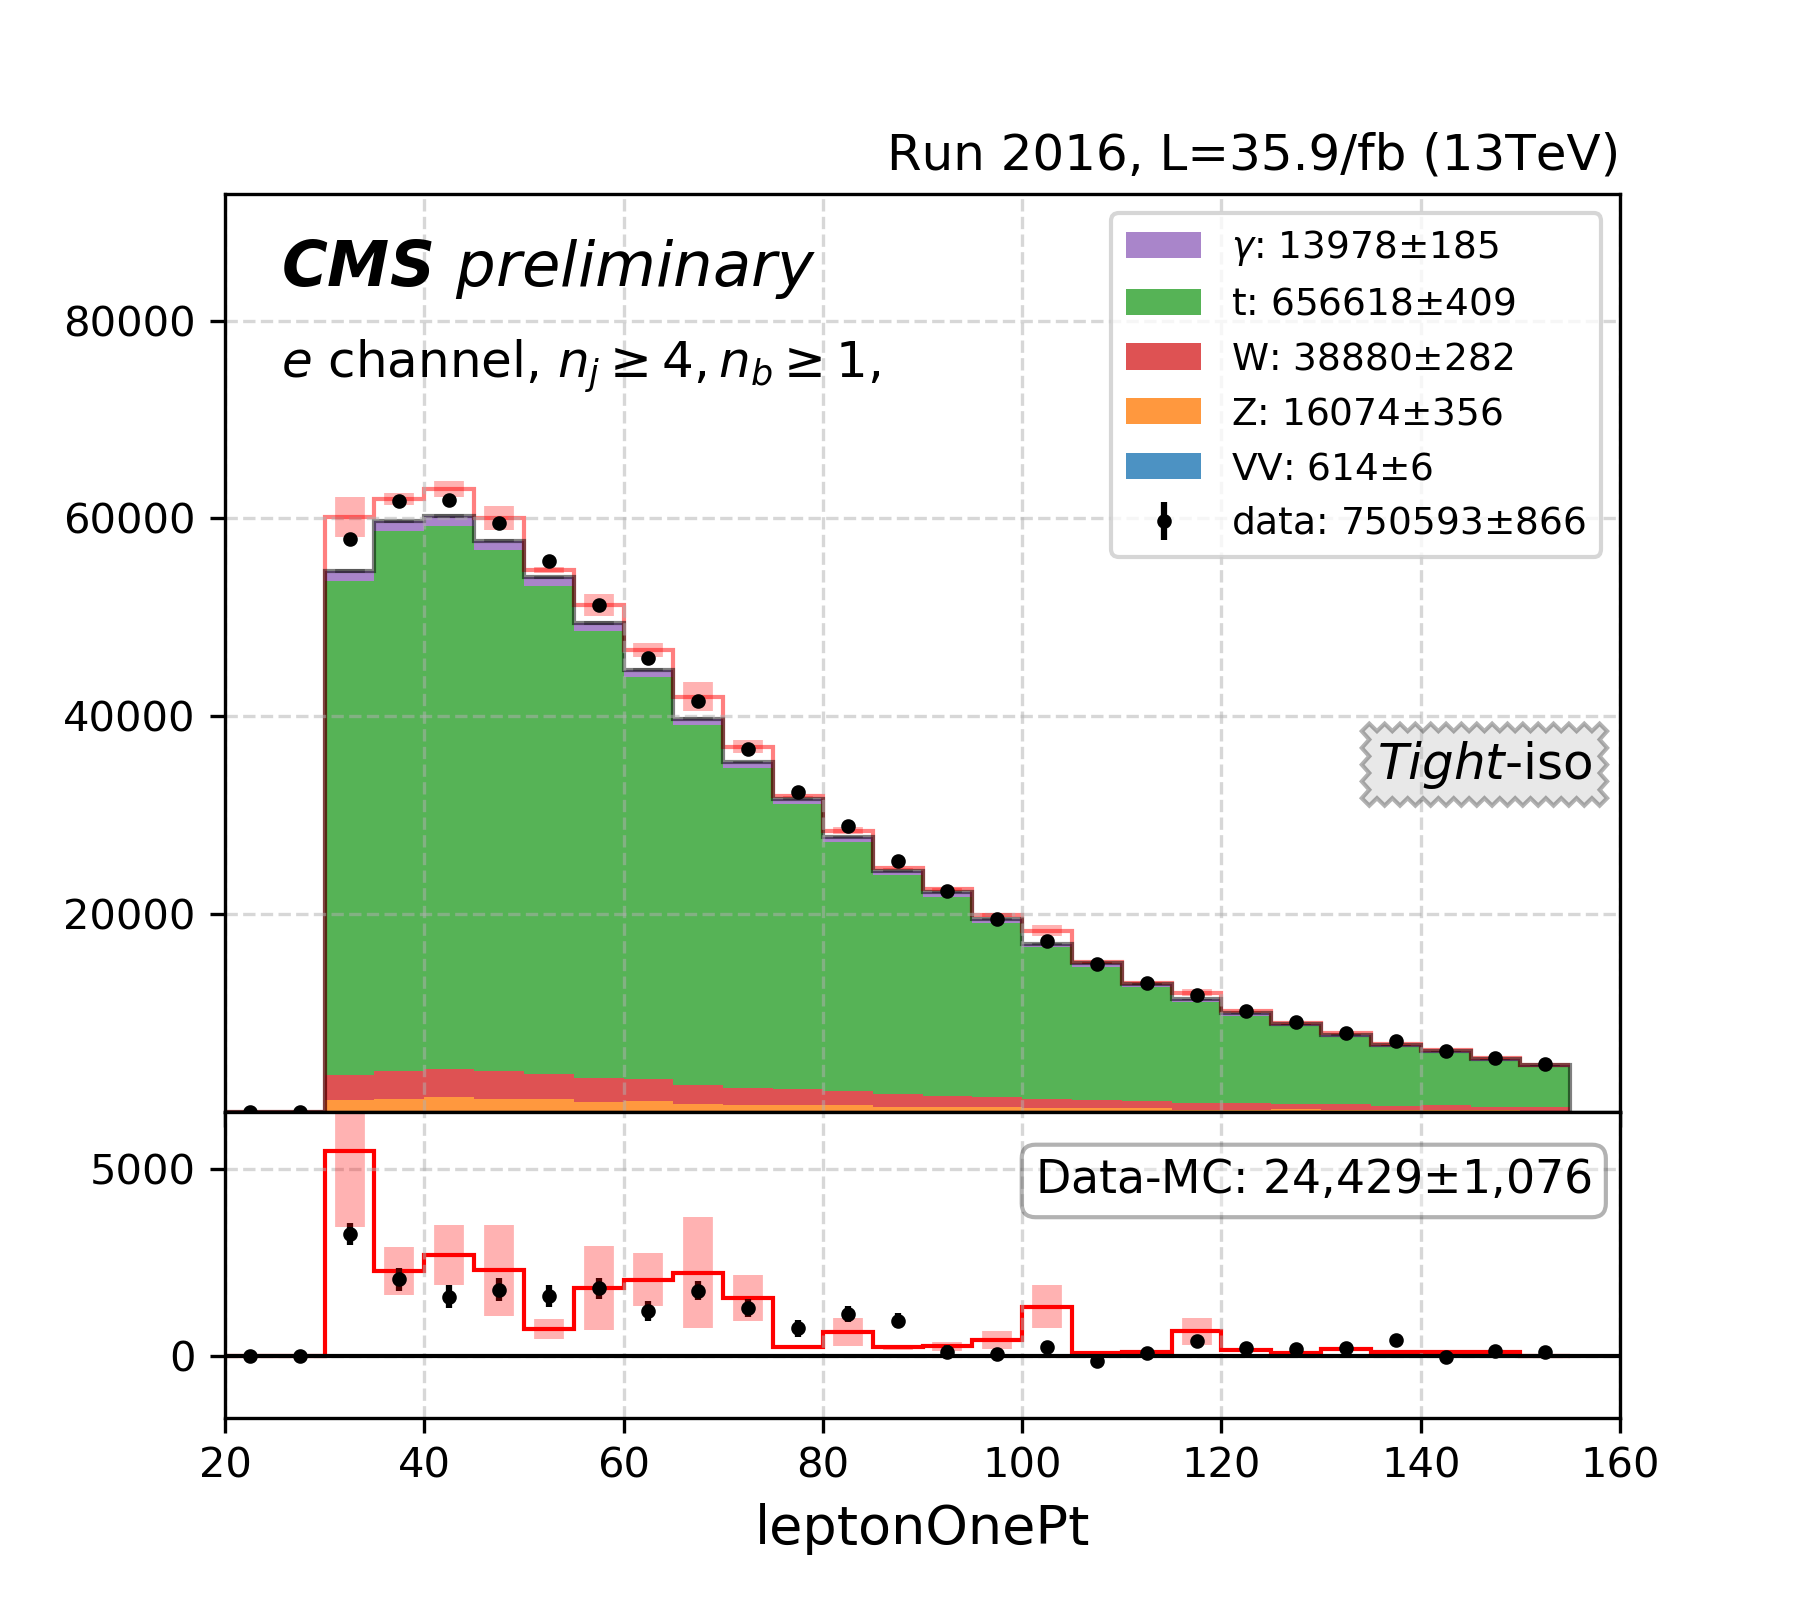 Run 2016, L=35.9/fb (13TeV)
CMS preliminary
e channel, n_j ≥ 4, n_b ≥ 1,
γ: 13978±185
t: 656618±409
W: 38880±282
Z: 16074±356
VV: 614±6
data: 750593±866
80000
60000
40000
20000
Tight-iso
Data-MC: 24,429±1,076
5000
0
20 40 60 80 100 120 140 160
leptonOnePt